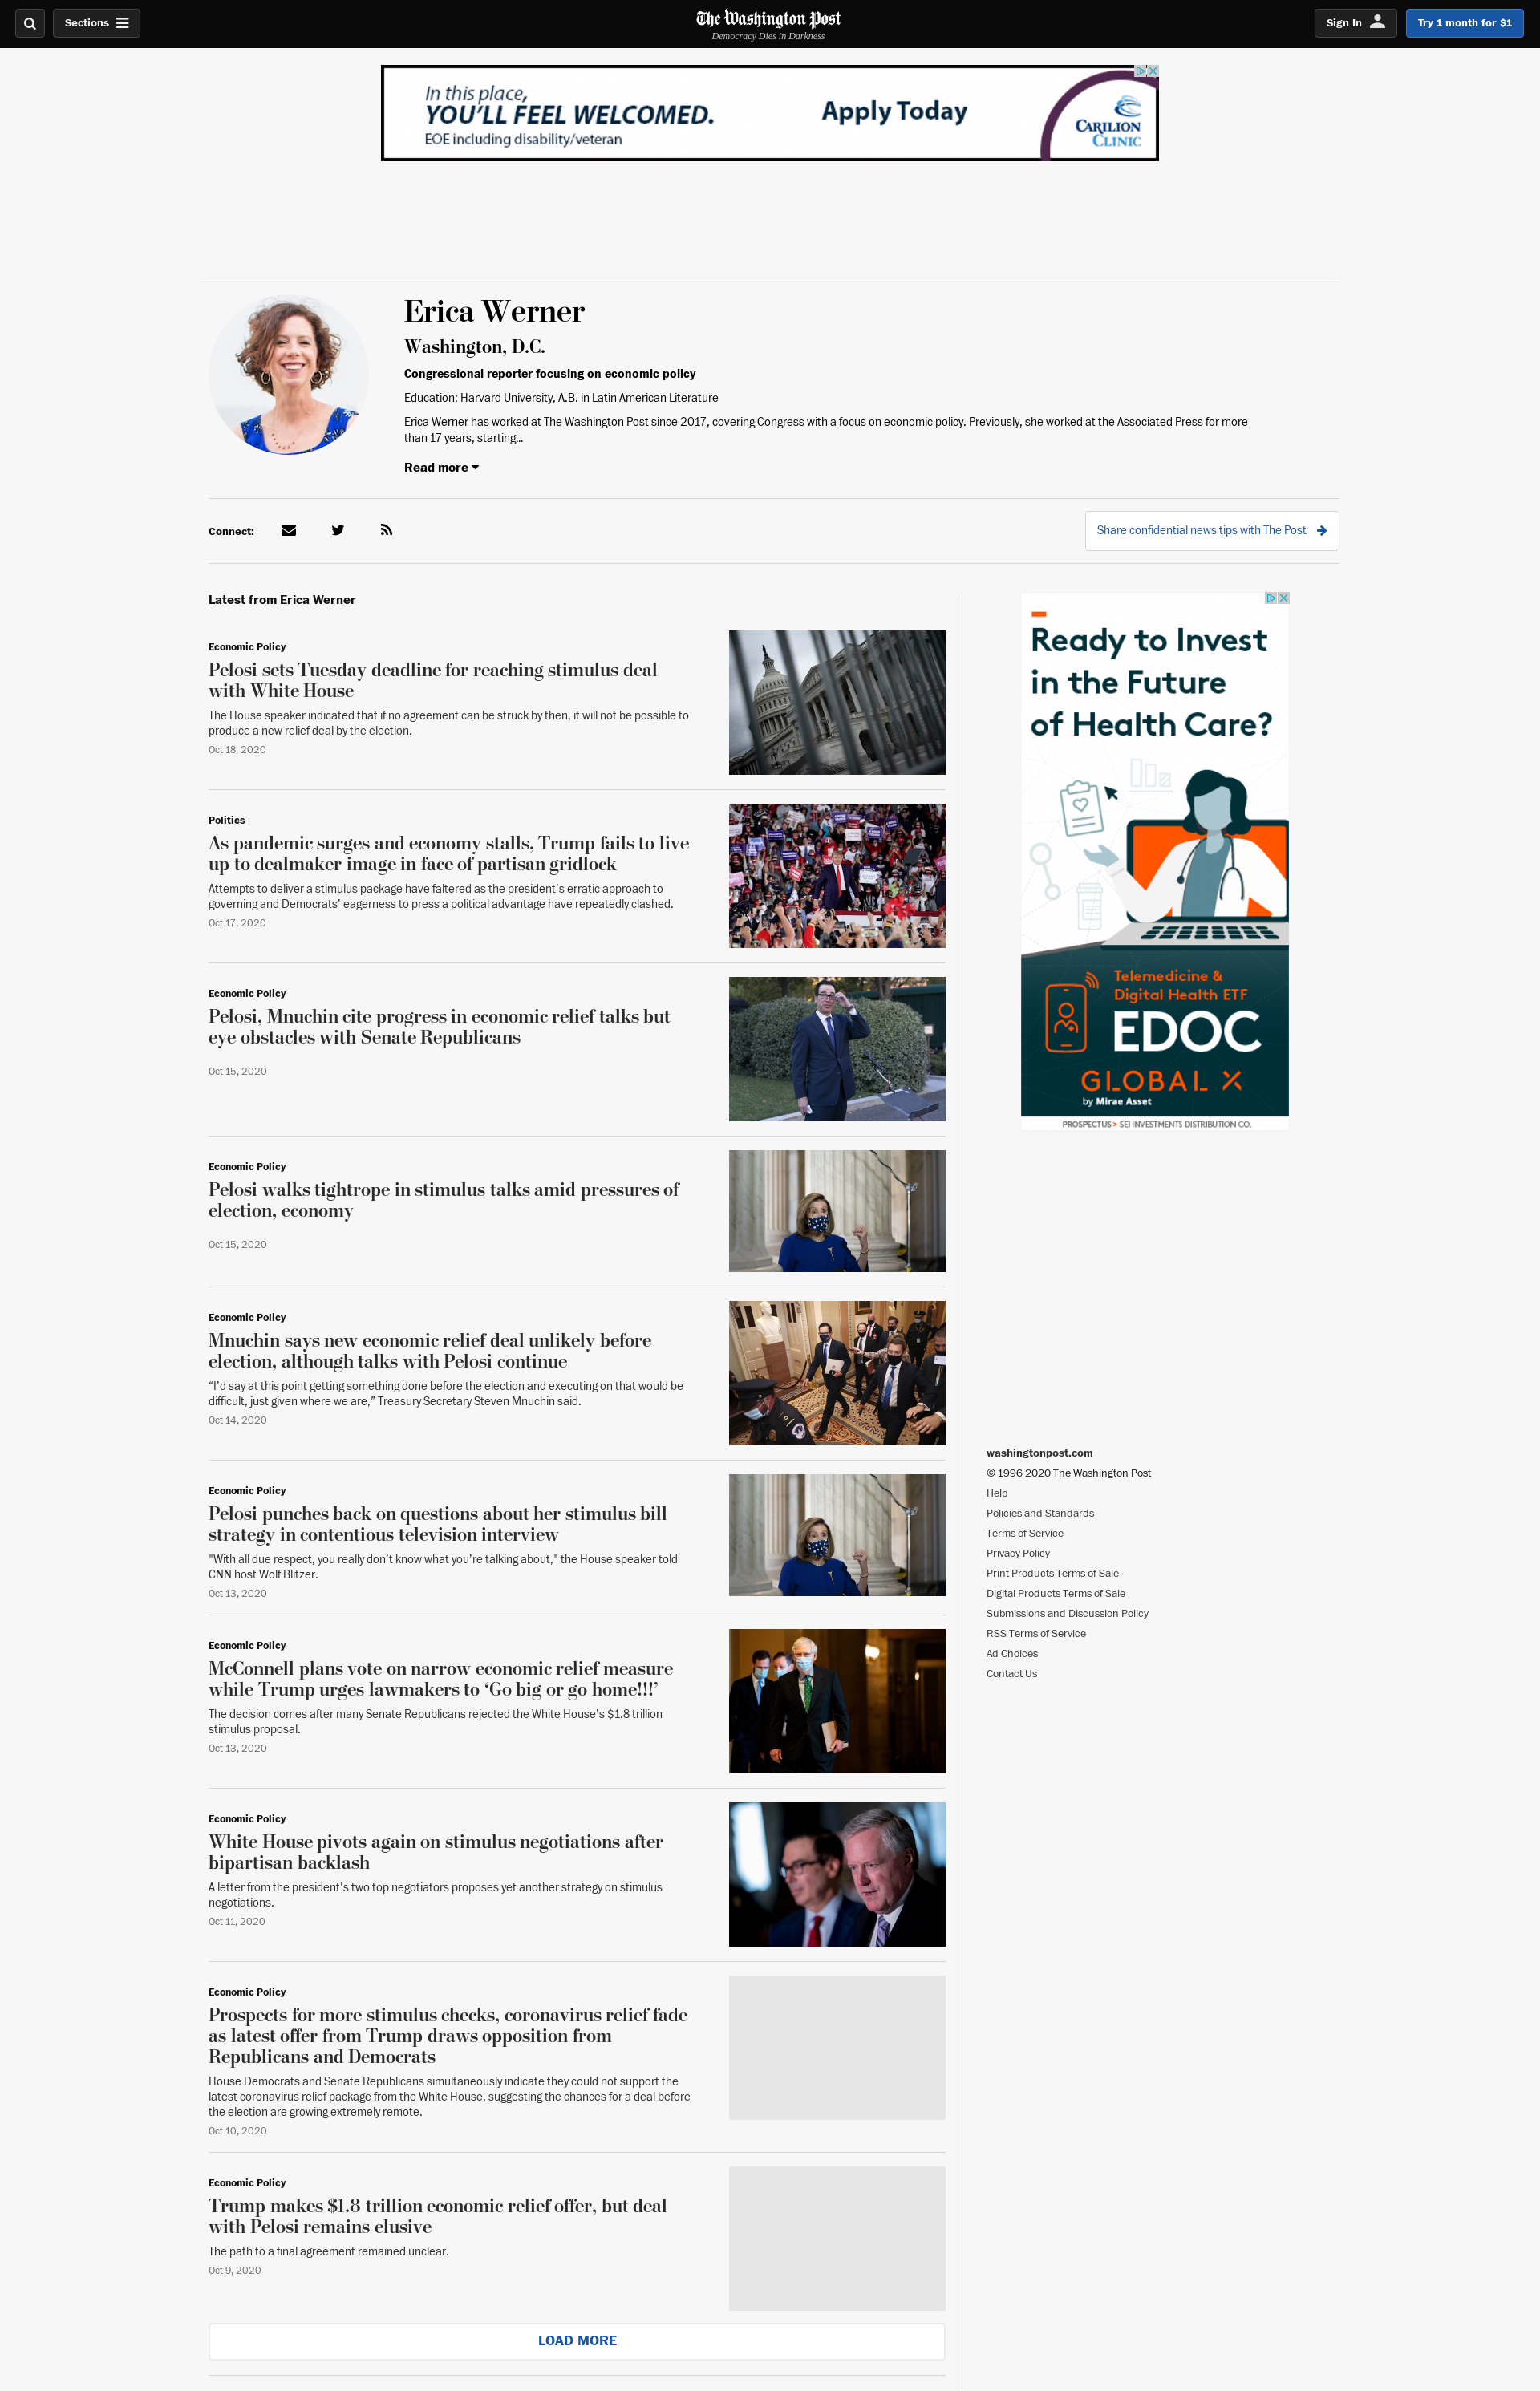 Sections
The Washington Post
Democracy Dies in Darkness
Sign In
Try 1 month for $1
In this place,
YOU'LL FEEL WELCOMED.
EOE including disability/veteran
Apply Today
CARILION
CLINIC
Erica Werner
Washington, D.C.
Congressional reporter focusing on economic policy
Education: Harvard University, A.B. in Latin American Literature
Erica Werner has worked at The Washington Post since 2017, covering Congress with a focus on economic policy. Previously, she worked at the Associated Press for more
than 17 years, starting...
Read more
Connect:
Share confidential news tips with The Post
Latest from Erica Werner
Economic Policy
Pelosi sets Tuesday deadline for reaching stimulus deal
with White House
The House speaker indicated that if no agreement can be struck by then, it will not be possible to
produce a new relief deal by the election.
Oct 18, 2020
Politics
As pandemic surges and economy stalls, Trump fails to live
up to dealmaker image in face of partisan gridlock
Attempts to deliver a stimulus package have faltered as the president’s erratic approach to
governing and Democrats’ eagerness to press a political advantage have repeatedly clashed.
Oct 17, 2020
Economic Policy
Pelosi, Mnuchin cite progress in economic relief talks but
eye obstacles with Senate Republicans
Oct 15, 2020
Economic Policy
Pelosi walks tightrope in stimulus talks amid pressures of
election, economy
Oct 15, 2020
Economic Policy
Mnuchin says new economic relief deal unlikely before
election, although talks with Pelosi continue
“I’d say at this point getting something done before the election and executing on that would be
difficult, just given where we are,” Treasury Secretary Steven Mnuchin said.
Oct 14, 2020
Economic Policy
Pelosi punches back on questions about her stimulus bill
strategy in contentious television interview
"With all due respect, you really don’t know what you’re talking about," the House speaker told
CNN host Wolf Blitzer.
Oct 13, 2020
Economic Policy
McConnell plans vote on narrow economic relief measure
while Trump urges lawmakers to ‘Go big or go home!!!’
The decision comes after many Senate Republicans rejected the White House’s $1.8 trillion
stimulus proposal.
Oct 13, 2020
Economic Policy
White House pivots again on stimulus negotiations after
bipartisan backlash
A letter from the president's two top negotiators proposes yet another strategy on stimulus
negotiations.
Oct 11, 2020
Economic Policy
Prospects for more stimulus checks, coronavirus relief fade
as latest offer from Trump draws opposition from
Republicans and Democrats
House Democrats and Senate Republicans simultaneously indicate they could not support the
latest coronavirus relief package from the White House, suggesting the chances for a deal before
the election are growing extremely remote.
Oct 10, 2020
Economic Policy
Trump makes $1.8 trillion economic relief offer, but deal
with Pelosi remains elusive
The path to a final agreement remained unclear.
Oct 9, 2020
LOAD MORE
Ready to Invest
in the Future
of Health Care?
Telemedicine &
Digital Health ETF
EDOC
GLOBAL X
by Mirae Asset
PROSPECTUS > SEI INVESTMENTS DISTRIBUTION CO.
washingtonpost.com
© 1996-2020 The Washington Post
Help
Policies and Standards
Terms of Service
Privacy Policy
Print Products Terms of Sale
Digital Products Terms of Sale
Submissions and Discussion Policy
RSS Terms of Service
Ad Choices
Contact Us